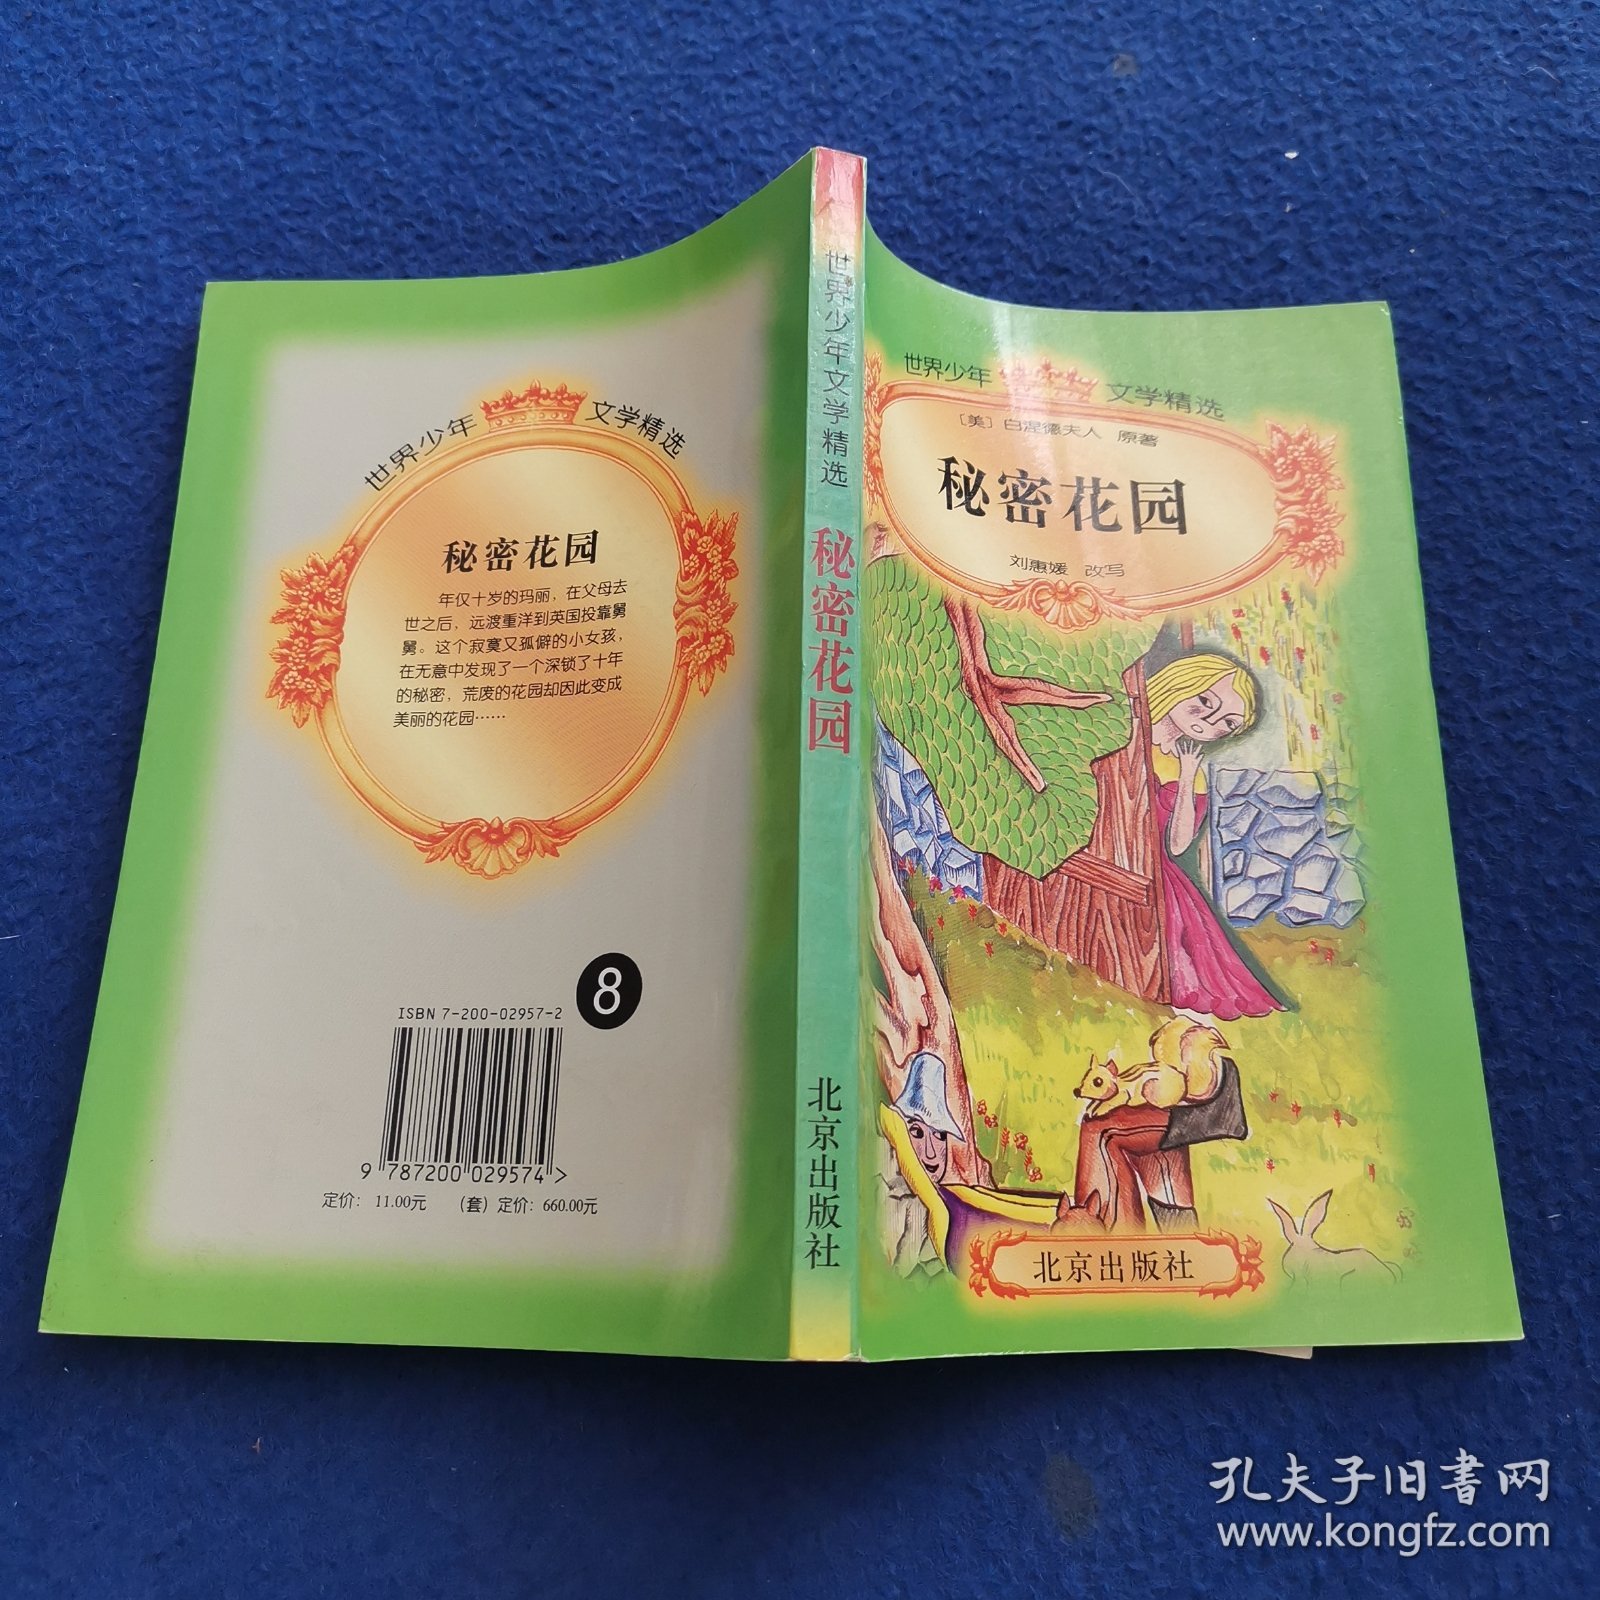 世界少年文学精选
秘密花园
年仅十岁的玛丽，在父母去
世之后，远渡重洋到英国投靠舅
舅。这个寂寞又孤僻的小女孩，
在无意中发现了一个深锁了十年
的秘密，荒废的花园却因此变成
美丽的花园……
8
ISBN 7-200-02957-2
9 787200 029574 >
定价：11.00元 （套）定价：660.00元
世界少年文学精选
秘密花园
北京出版社
世界少年文学精选
［美］白涅德夫人 原著
秘密花园
刘惠媛 改写
北京出版社
孔夫子旧书网
www.kongfz.com